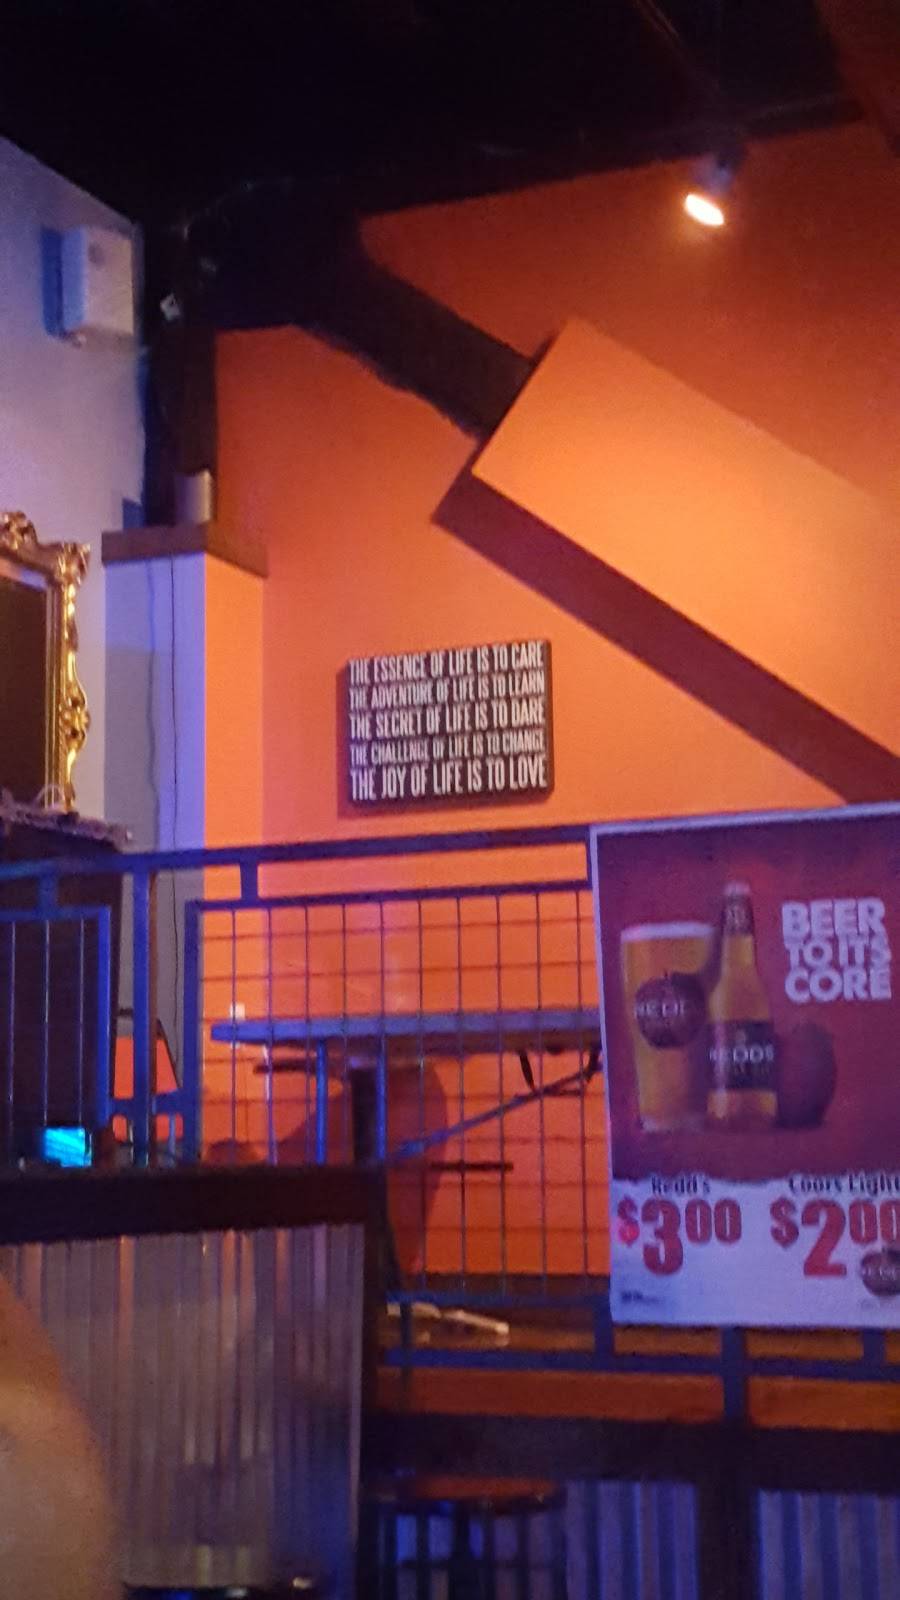 THE ESSENCE OF LIFE IS TO CARE
THE ADVENTURE OF LIFE IS TO LEARN
THE SECRET OF LIFE IS TO DARE
THE CHALLENGE OF LIFE IS TO CHANGE
THE JOY OF LIFE IS TO LOVE
BEER
TO ITS
CORE
REDD'S
REDD'S
Redd's
Coors Light
$3.00
$2.00